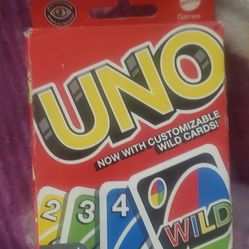 Games
UNO
NOW WITH CUSTOMIZABLE
WILD CARDS!
2 3 4 WILD